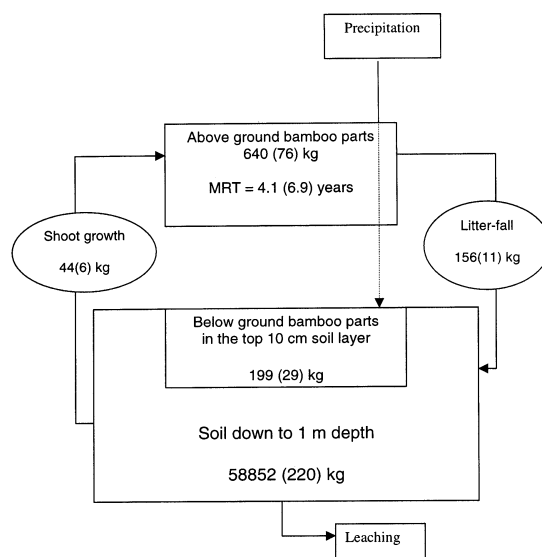 Precipitation
Above ground bamboo parts
640 (76) kg
MRT = 4.1 (6.9) years
Shoot growth
44(6) kg
Litter-fall
156(11) kg
Below ground bamboo parts
in the top 10 cm soil layer
199 (29) kg
Soil down to 1 m depth
58852 (220) kg
Leaching